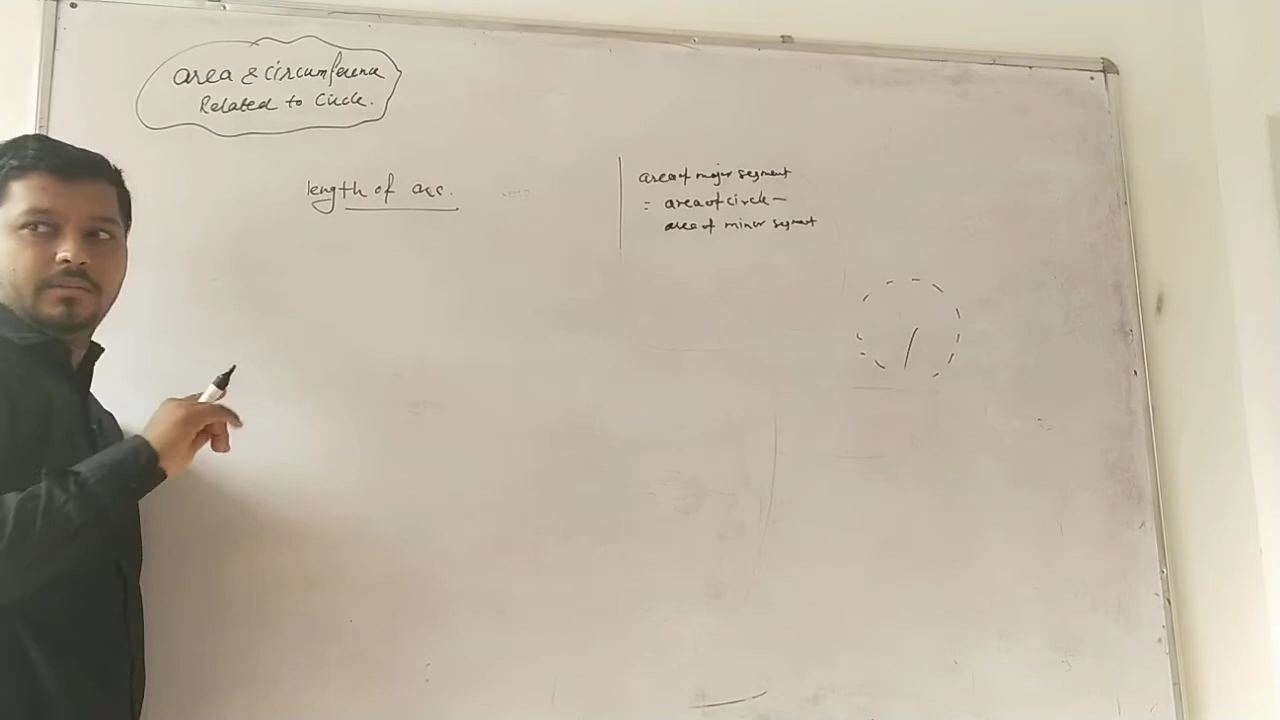 area & circumference
Related to Circle.
length of arc.
area of major segment
= area of circle –
area of minor segment